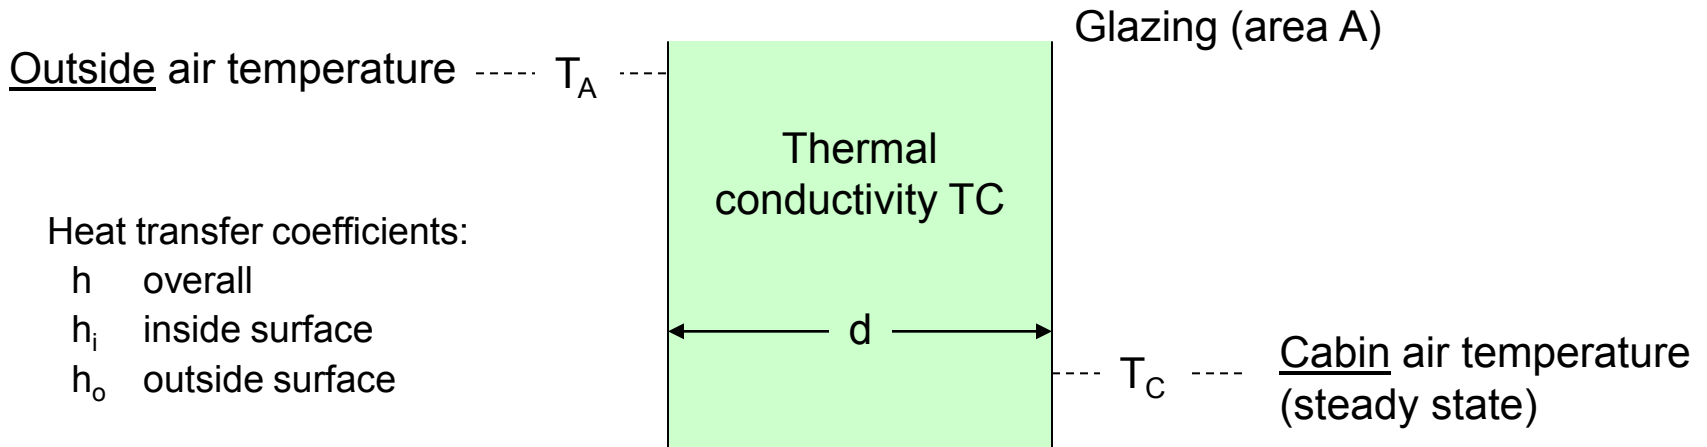 Glazing (area A)
Outside air temperature T_A
Thermal
conductivity TC
Heat transfer coefficients:
h overall
h_i inside surface
h_o outside surface
d
T_C Cabin air temperature
(steady state)